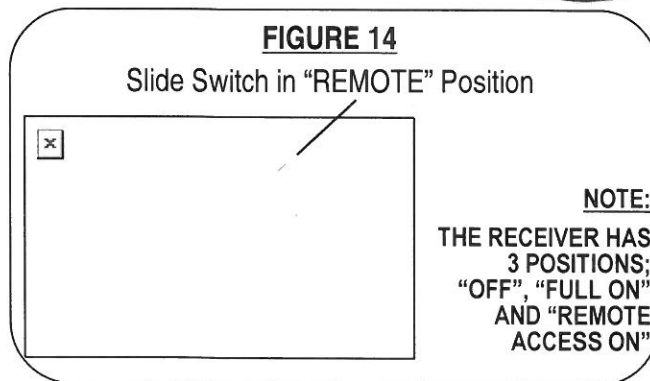 FIGURE 14
Slide Switch in “REMOTE” Position
NOTE:
THE RECEIVER HAS
3 POSITIONS;
“OFF”, “FULL ON”
AND “REMOTE
ACCESS ON”